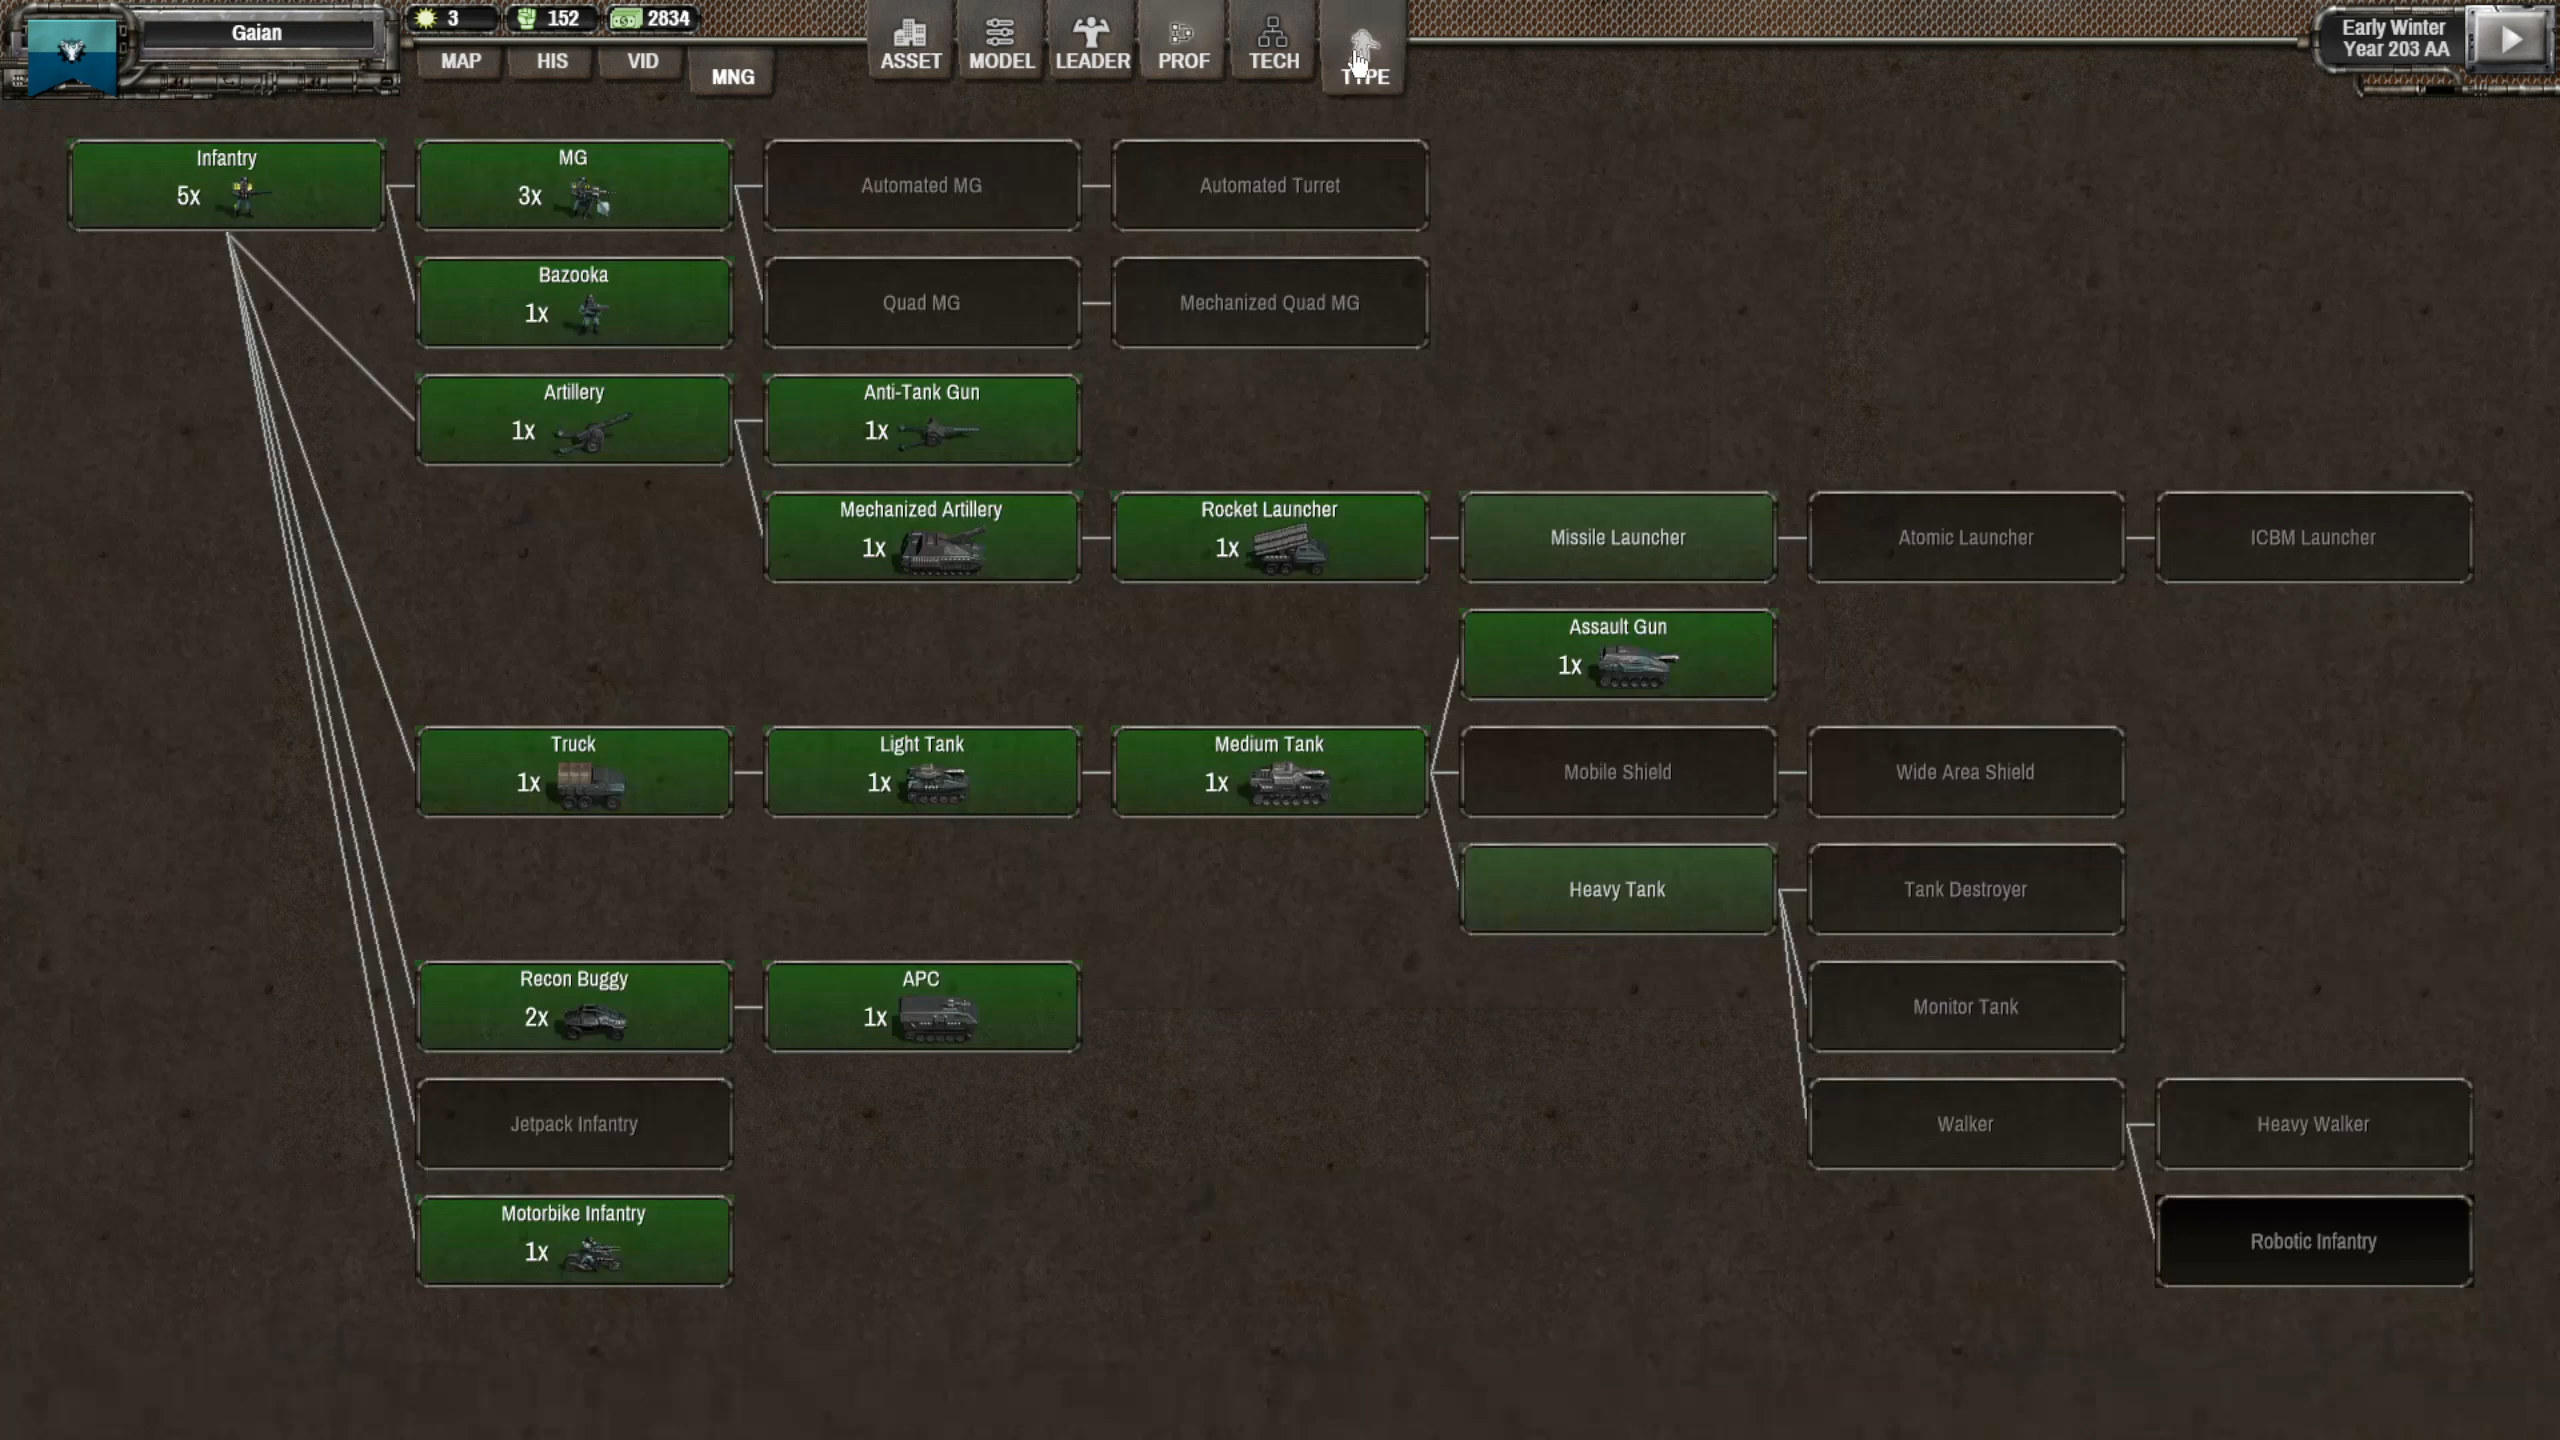 Gaian
3
152
2834
MAP
HIS
VID
MNG
ASSET
MODEL
LEADER
PROF
TECH
TYPE
Early Winter
Year 203 AA
Infantry
5x
MG
3x
Automated MG
Automated Turret
Bazooka
1x
Quad MG
Mechanized Quad MG
Artillery
1x
Anti-Tank Gun
1x
Mechanized Artillery
1x
Rocket Launcher
1x
Missile Launcher
Atomic Launcher
ICBM Launcher
Assault Gun
1x
Truck
1x
Light Tank
1x
Medium Tank
1x
Mobile Shield
Wide Area Shield
Heavy Tank
Tank Destroyer
Recon Buggy
2x
APC
1x
Monitor Tank
Jetpack Infantry
Walker
Heavy Walker
Motorbike Infantry
1x
Robotic Infantry